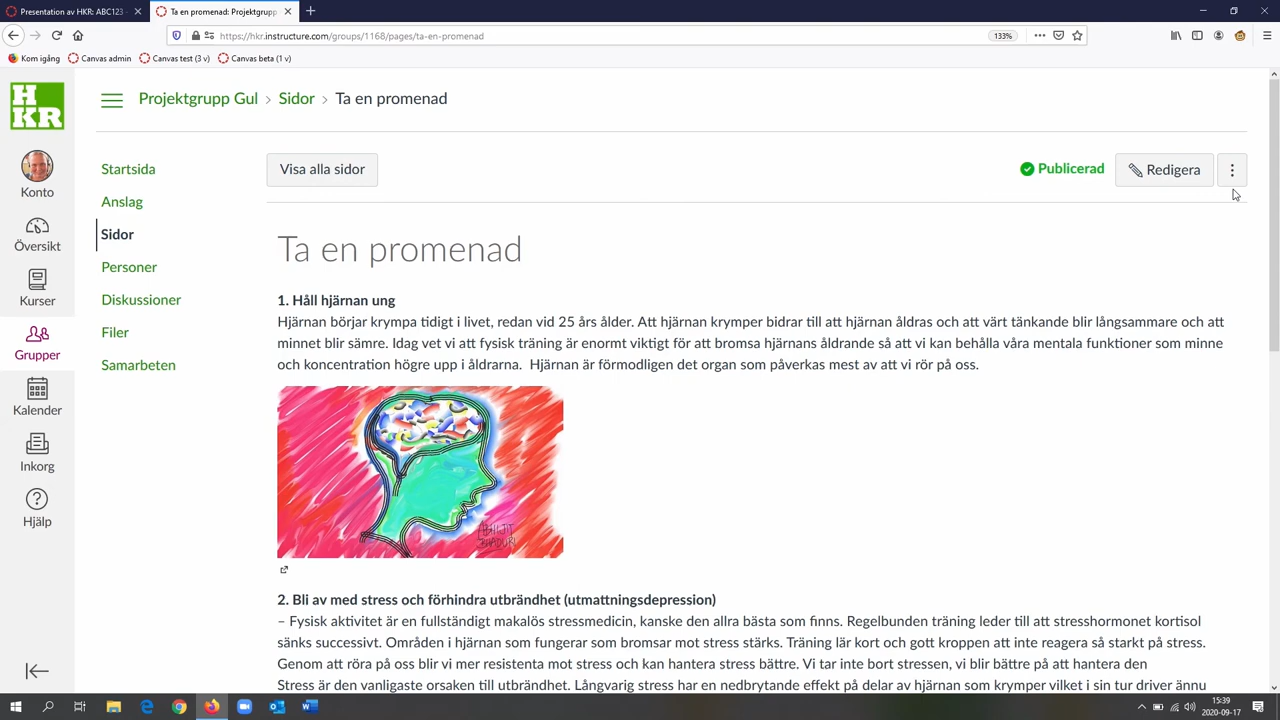 Presentation av HKR: ABC123
Ta en promenad: Projektgrupp
https://hkr.instructure.com/groups/1168/pages/ta-en-promenad
133%
Kom igång
Canvas admin
Canvas test (3 v)
Canvas beta (1 v)
HKR
Projektgrupp Gul > Sidor > Ta en promenad
Konto
Översikt
Kurser
Grupper
Kalender
Inkorg
Hjälp
Startsida
Anslag
Sidor
Personer
Diskussioner
Filer
Samarbeten
Visa alla sidor
Publicerad
Redigera
Ta en promenad
1. Håll hjärnan ung
Hjärnan börjar krympa tidigt i livet, redan vid 25 års ålder. Att hjärnan krymper bidrar till att hjärnan åldras och att värt tänkande blir långsammare och att
minnet blir sämre. Idag vet vi att fysisk träning är enormt viktigt för att bromsa hjärnans åldrande så att vi kan behålla våra mentala funktioner som minne
och koncentration högre upp i åldrarna. Hjärnan är förmodligen det organ som påverkas mest av att vi rör på oss.
ABHIJIT
BHADURI
2. Bli av med stress och förhindra utbrändhet (utmattningsdepression)
– Fysisk aktivitet är en fullständigt makalös stressmedicin, kanske den allra bästa som finns. Regelbunden träning leder till att stresshormonet kortisol
sänks successivt. Områden i hjärnan som fungerar som bromsar mot stress stärks. Träning lär kort och gott kroppen att inte reagera så starkt på stress.
Genom att röra på oss blir vi mer resistenta mot stress och kan hantera stress bättre. Vi tar inte bort stressen, vi blir bättre på att hantera den
Stress är den vanligaste orsaken till utbrändhet. Långvarig stress har en nedbrytande effekt på delar av hjärnan som krymper vilket i sin tur driver ännu
15:39
2020-09-17